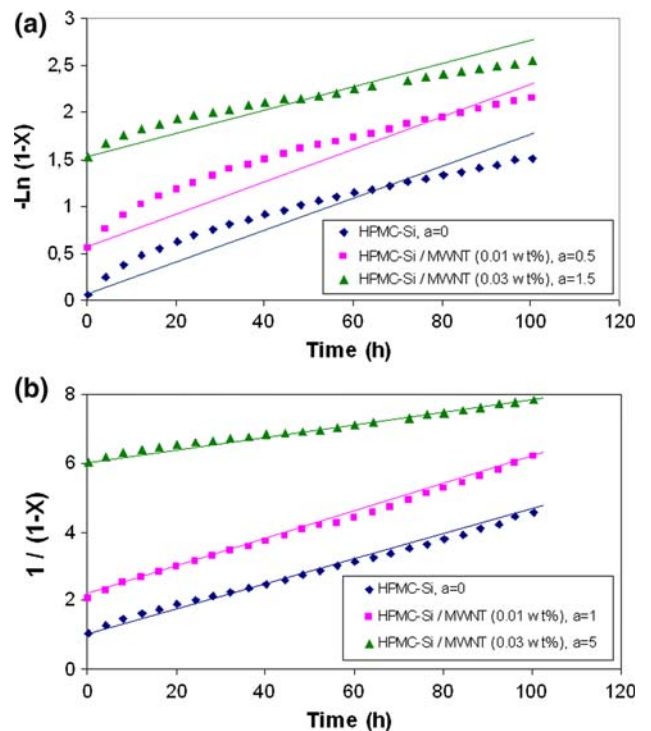 (a)
3
2,5
2
1,5
1
0,5
0
-Ln (1-X)
HPMC-Si, a=0
HPMC-Si / MWNT (0.01 wt%), a=0.5
HPMC-Si / MWNT (0.03 wt%), a=1.5
0 20 40 60 80 100 120
Time (h)
(b)
8
6
4
2
0
1 / (1-X)
HPMC-Si, a=0
HPMC-Si / MWNT (0.01 wt%), a=1
HPMC-Si / MWNT (0.03 wt%), a=5
0 20 40 60 80 100 120
Time (h)